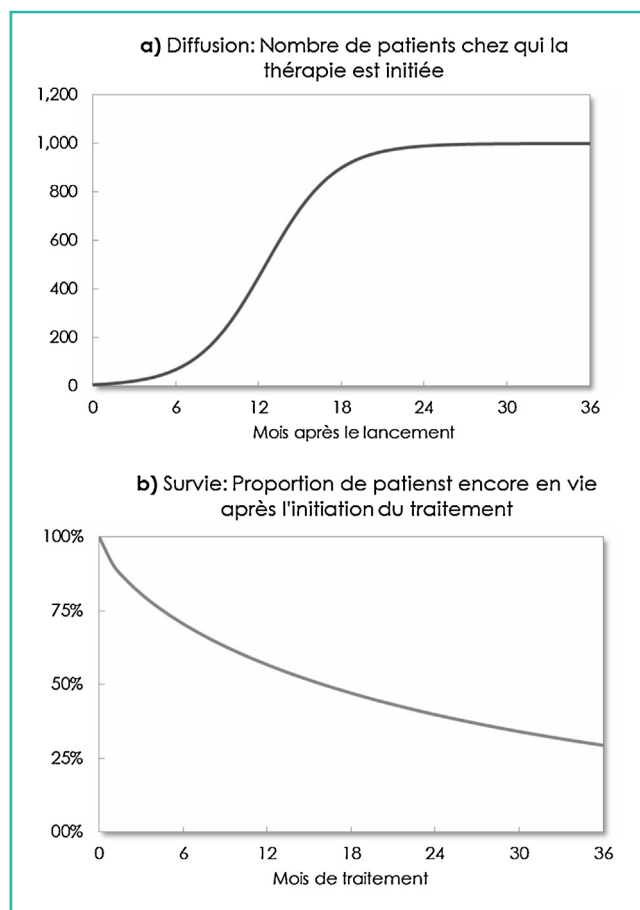 a) Diffusion: Nombre de patients chez qui la
thérapie est initiée
1,200
1,000
800
600
400
200
0
0 6 12 18 24 30 36
Mois après le lancement
b) Survie: Proportion de patienst encore en vie
après l'initiation du traitement
100%
75%
50%
25%
00%
0 6 12 18 24 30 36
Mois de traitement